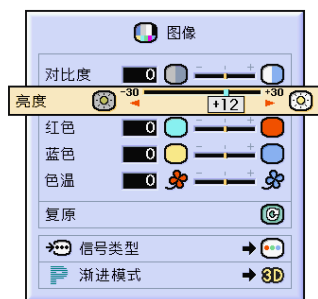 图像
对比度 0 - +
亮度 -30 +12 +30
红色 0 - +
蓝色 0 - +
色温 0 - +
复原
信号类型
P 渐进模式 3D